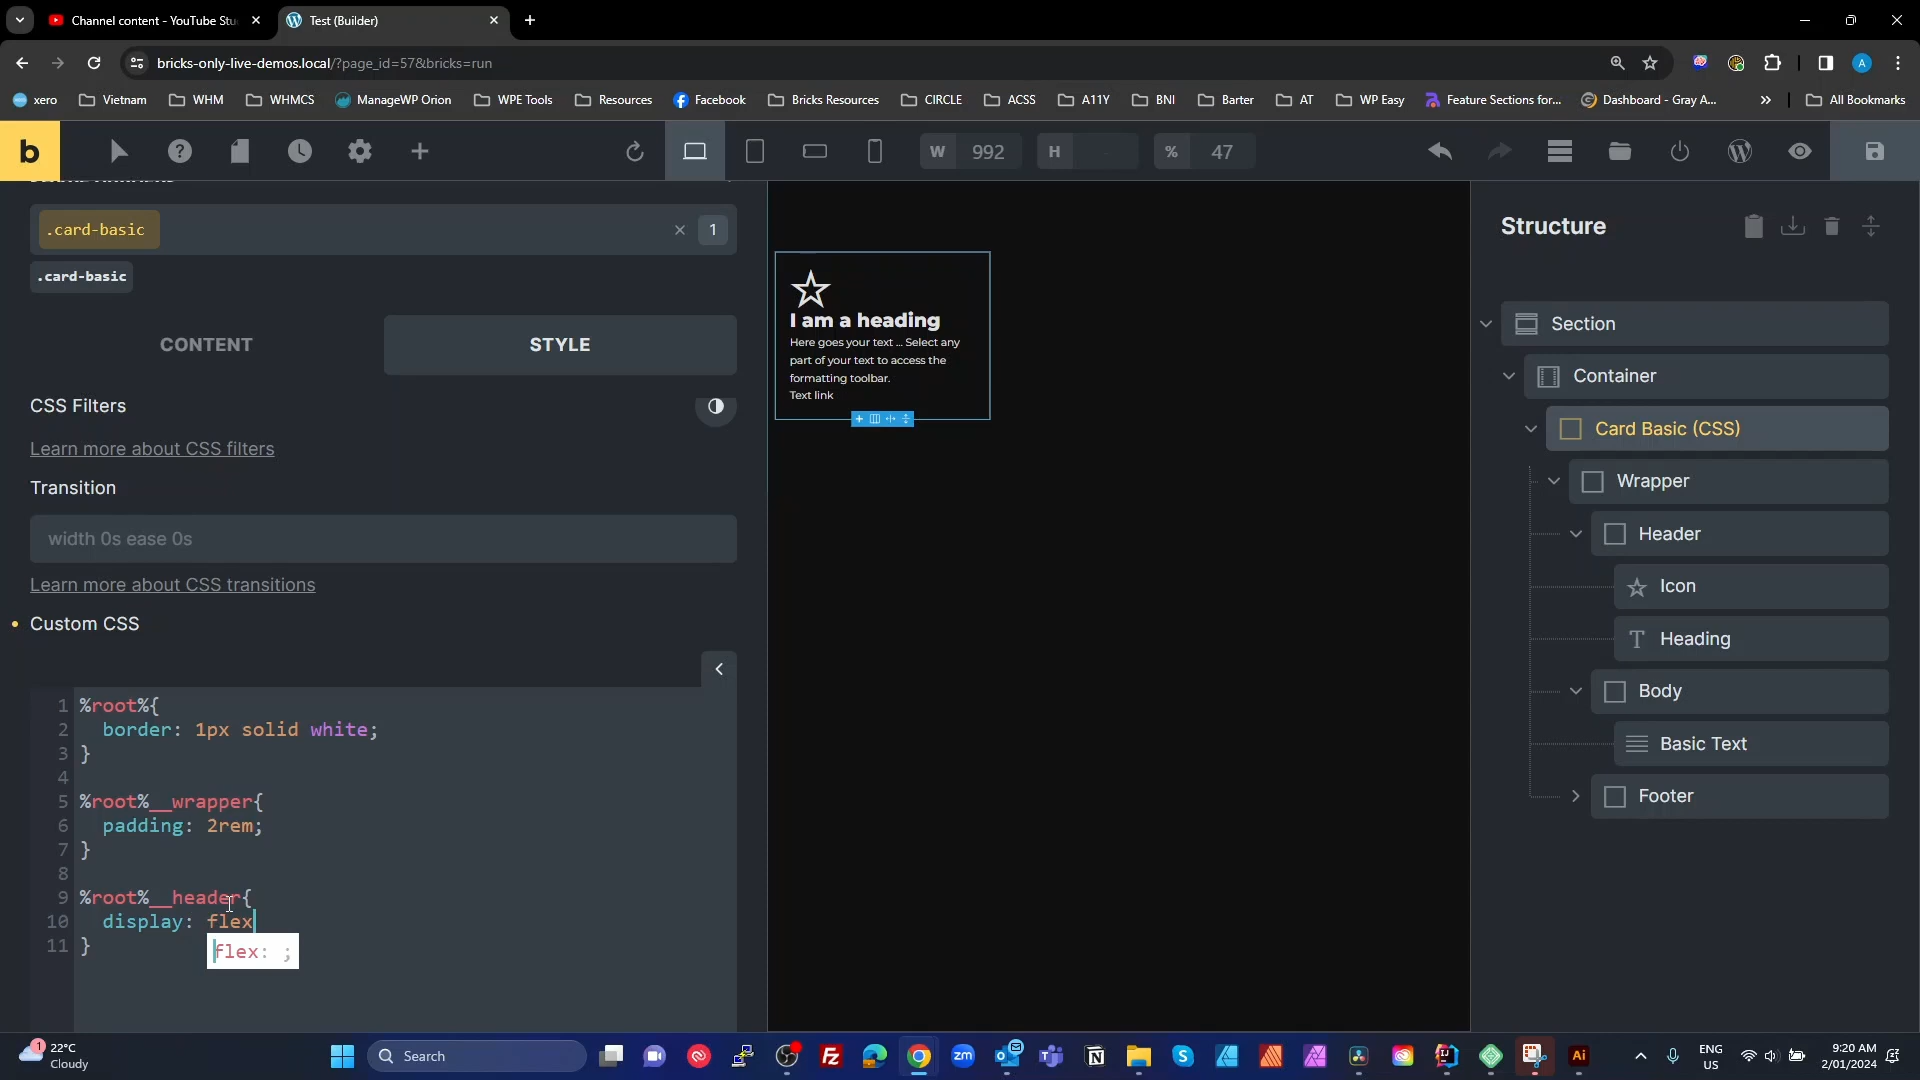 Channel content - YouTube Stu
Test (Builder)
bricks-only-live-demos.local/?page_id=57&bricks=run
A
xero
Vietnam
WHM
WHMCS
ManageWP Orion
WPE Tools
Resources
Facebook
Bricks Resources
CIRCLE
ACSS
A11Y
BNI
Barter
AT
WP Easy
Feature Sections for...
Dashboard - Gray A...
»
All Bookmarks
b
W 992
H
% 47
.card-basic
1
.card-basic
CONTENT
STYLE
CSS Filters
Learn more about CSS filters
Transition
width 0s ease 0s
Learn more about CSS transitions
Custom CSS
1 %root%{
2 border: 1px solid white;
3 }
4
5 %root%__wrapper{
6 padding: 2rem;
7 }
8
9 %root%__header{
10 display: flex
11 }
flex: ;
I am a heading
Here goes your text ... Select any
part of your text to access the
formatting toolbar.
Text link
Structure
Section
Container
Card Basic (CSS)
Wrapper
Header
Icon
Heading
Body
Basic Text
Footer
1
22°C
Cloudy
Search
zm
Ai
ENG
US
9:20 AM
2/01/2024